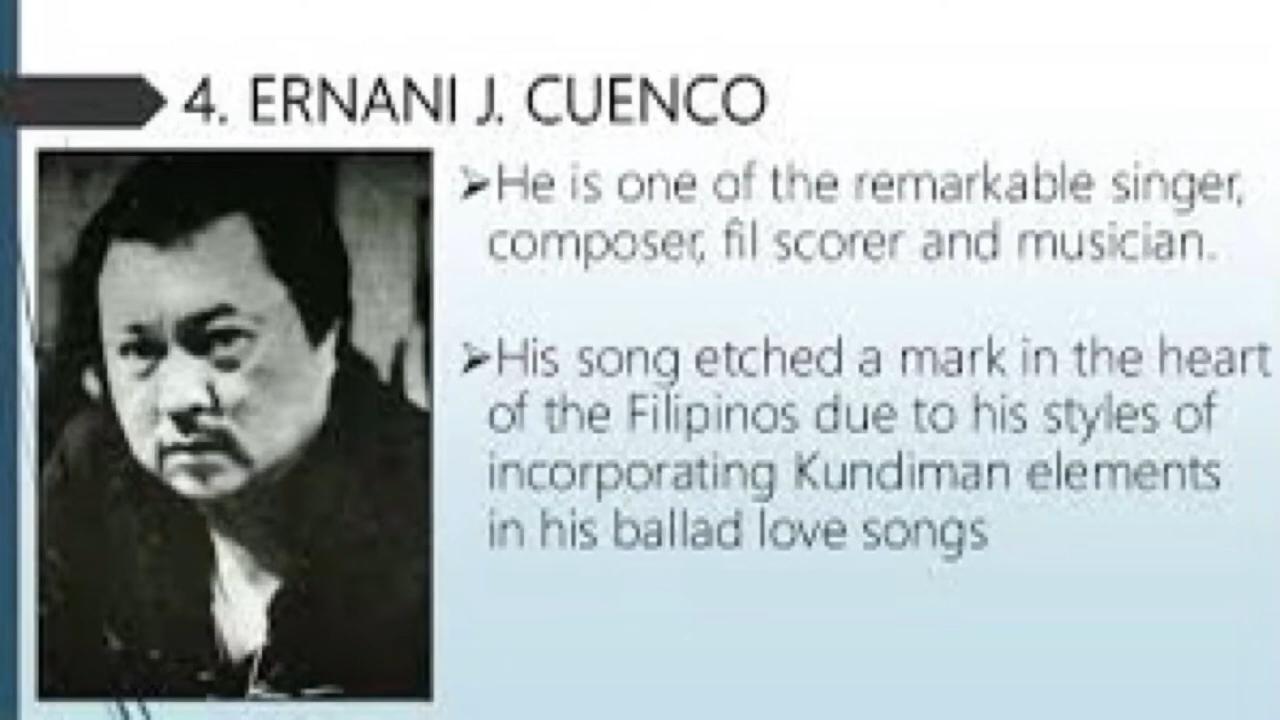 4. ERNANI J. CUENCO
➢He is one of the remarkable singer,
composer, fil scorer and musician.
➢His song etched a mark in the heart
of the Filipinos due to his styles of
incorporating Kundiman elements
in his ballad love songs